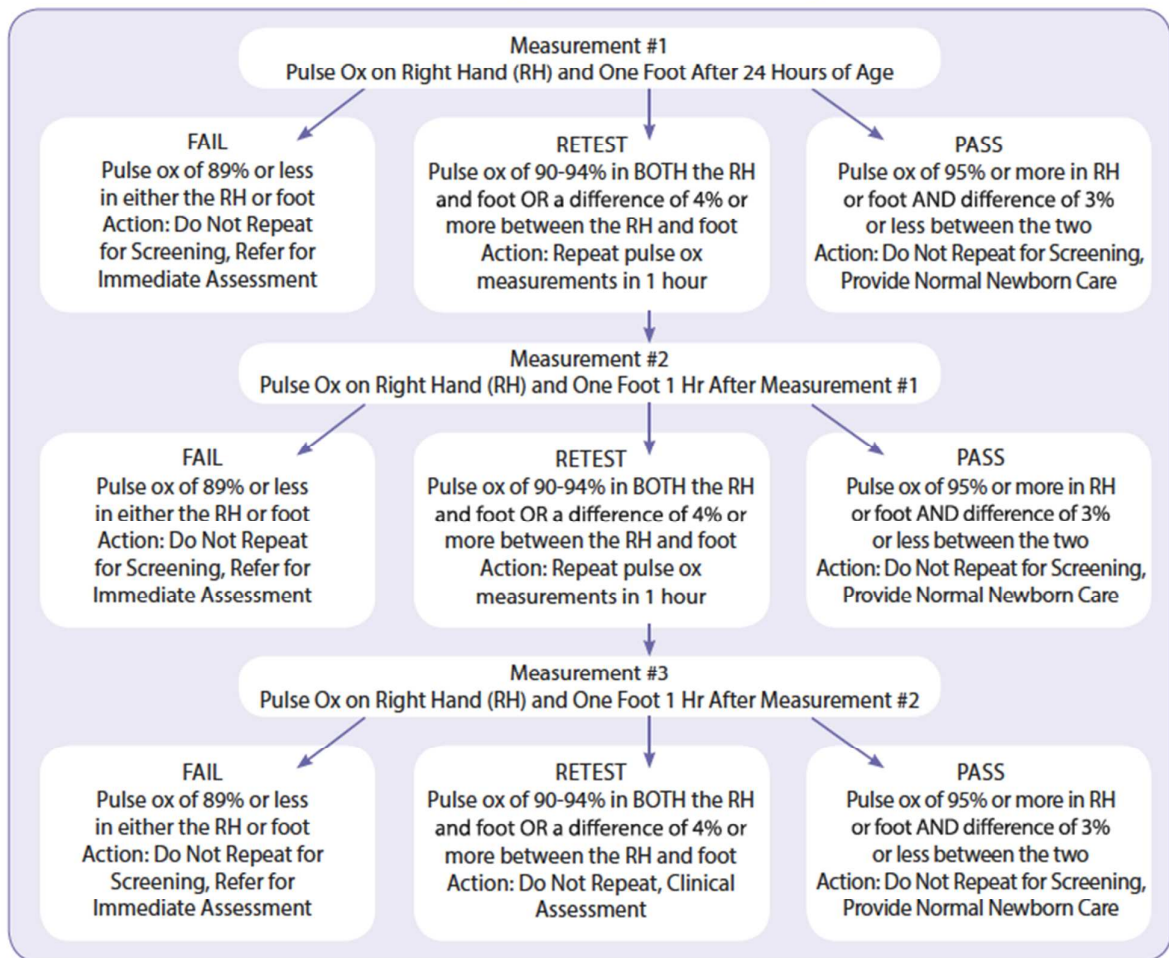 Measurement #1
Pulse Ox on Right Hand (RH) and One Foot After 24 Hours of Age
FAIL
Pulse ox of 89% or less
in either the RH or foot
Action: Do Not Repeat
for Screening, Refer for
Immediate Assessment
RETEST
Pulse ox of 90-94% in BOTH the RH
and foot OR a difference of 4% or
more between the RH and foot
Action: Repeat pulse ox
measurements in 1 hour
PASS
Pulse ox of 95% or more in RH
or foot AND difference of 3%
or less between the two
Action: Do Not Repeat for Screening,
Provide Normal Newborn Care
Measurement #2
Pulse Ox on Right Hand (RH) and One Foot 1 Hr After Measurement #1
FAIL
Pulse ox of 89% or less
in either the RH or foot
Action: Do Not Repeat
for Screening, Refer for
Immediate Assessment
RETEST
Pulse ox of 90-94% in BOTH the RH
and foot OR a difference of 4% or
more between the RH and foot
Action: Repeat pulse ox
measurements in 1 hour
PASS
Pulse ox of 95% or more in RH
or foot AND difference of 3%
or less between the two
Action: Do Not Repeat for Screening,
Provide Normal Newborn Care
Measurement #3
Pulse Ox on Right Hand (RH) and One Foot 1 Hr After Measurement #2
FAIL
Pulse ox of 89% or less
in either the RH or foot
Action: Do Not Repeat for
Screening, Refer for
Immediate Assessment
RETEST
Pulse ox of 90-94% in BOTH the RH
and foot OR a difference of 4% or
more between the RH and foot
Action: Do Not Repeat, Clinical
Assessment
PASS
Pulse ox of 95% or more in RH
or foot AND difference of 3%
or less between the two
Action: Do Not Repeat for Screening,
Provide Normal Newborn Care